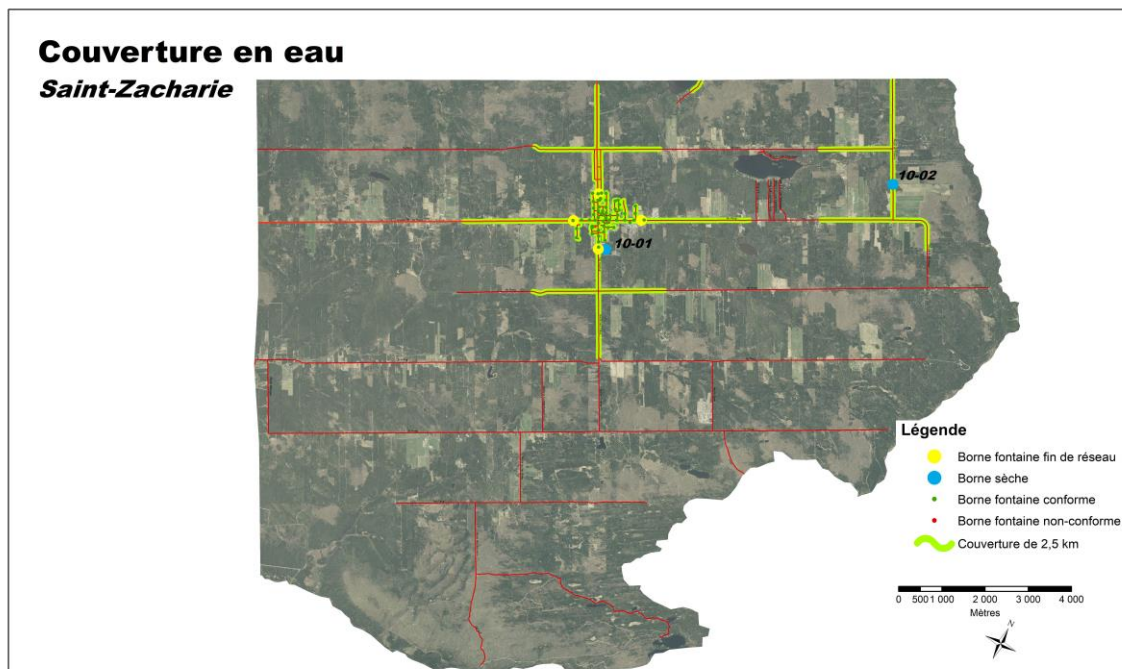 Couverture en eau
Saint-Zacharie
10-02
10-01
Légende
Borne fontaine fin de réseau
Borne sèche
Borne fontaine conforme
Borne fontaine non-conforme
Couverture de 2,5 km
0 500 1 000 2 000 3 000 4 000
Mètres
N